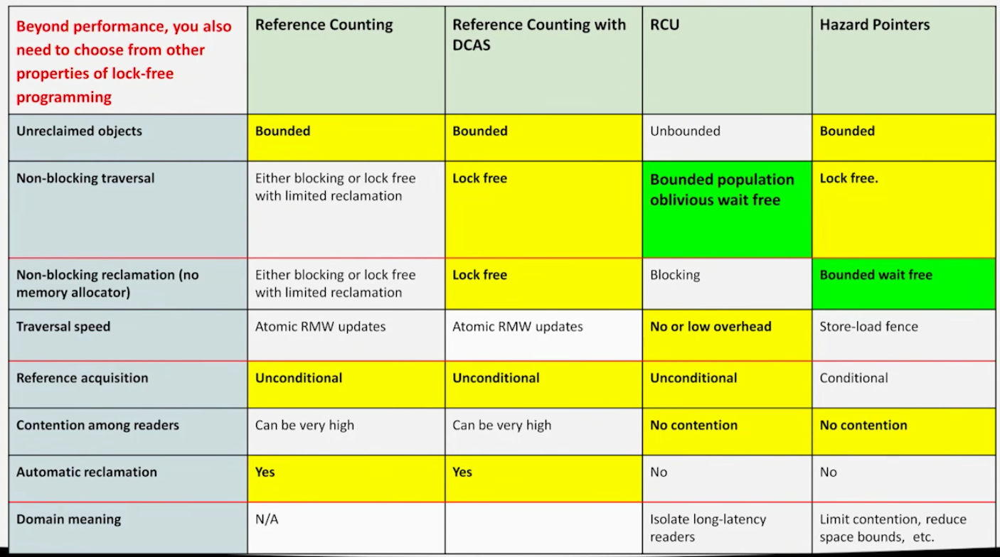 Beyond performance, you also
need to choose from other
properties of lock-free
programming
Reference Counting
Reference Counting with
DCAS
RCU
Hazard Pointers
Unreclaimed objects
Bounded
Bounded
Unbounded
Bounded
Non-blocking traversal
Either blocking or lock free
with limited reclamation
Lock free
Bounded population
oblivious wait free
Lock free.
Non-blocking reclamation (no
memory allocator)
Either blocking or lock free
with limited reclamation
Lock free
Blocking
Bounded wait free
Traversal speed
Atomic RMW updates
Atomic RMW updates
No or low overhead
Store-load fence
Reference acquisition
Unconditional
Unconditional
Unconditional
Conditional
Contention among readers
Can be very high
Can be very high
No contention
No contention
Automatic reclamation
Yes
Yes
No
No
Domain meaning
N/A
Isolate long-latency
readers
Limit contention, reduce
space bounds, etc.